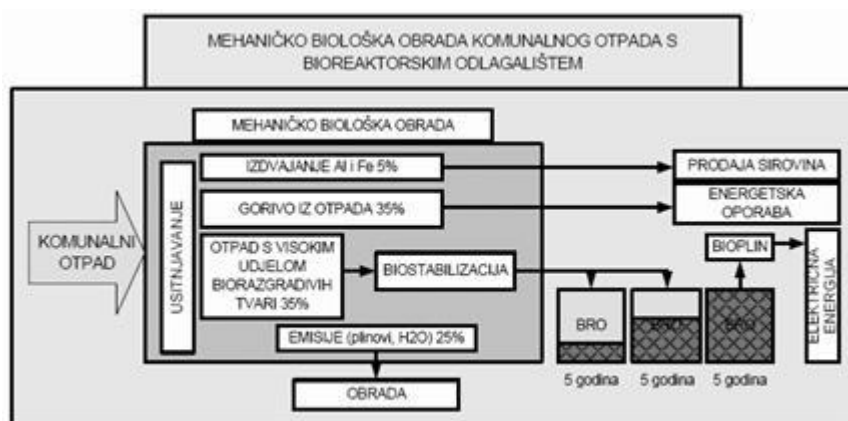 MEHANIČKO BIOLOŠKA OBRADA KOMUNALNOG OTPADA S
BIOREAKTORSKIM ODLAGALIŠTEM
MEHANIČKO BIOLOŠKA OBRADA
KOMUNALNI
OTPAD
USITNJAVANJE
IZDVAJANJE Al i Fe 5%
PRODAJA SIROVINA
GORIVO IZ OTPADA 35%
ENERGETSKA
OPORABA
OTPAD S VISOKIM
UDJELOM
BIORAZGRADIVIH
TVARI 35%
BIOSTABILIZACIJA
BIOPLIN
ELEKTRIČNA
ENERGIJA
BRO
BRO
BRO
5 godina
5 godina
5 godina
EMISIJE (plinovi, H2O) 25%
OBRADA